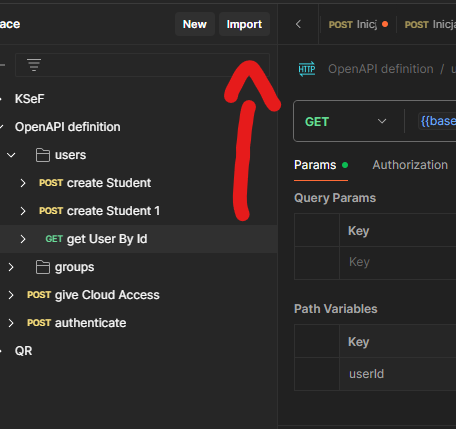 ace
New
Import
POST Inicj
POST Inicja
HTTP
OpenAPI definition /
KSeF
OpenAPI definition
GET
{{base
users
Params
Authorization
POST create Student
Query Params
POST create Student 1
Key
GET get User By Id
Key
groups
POST give Cloud Access
Path Variables
POST authenticate
Key
QR
userId